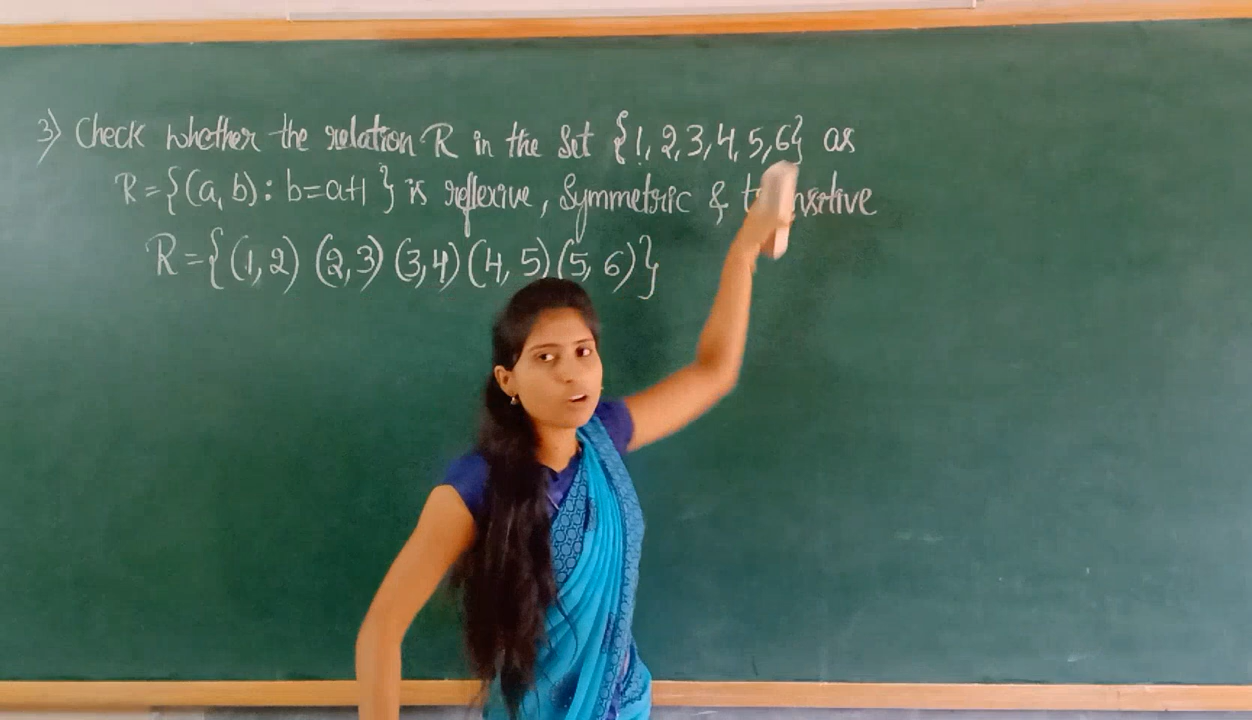 3) Check whether the relation R in the set {1, 2, 3, 4, 5, 6} as
R = {(a, b) : b = a+1 } is reflexive, Symmetric &
R = { (1, 2) (2, 3) (3, 4) (4, 5) (5, 6) }